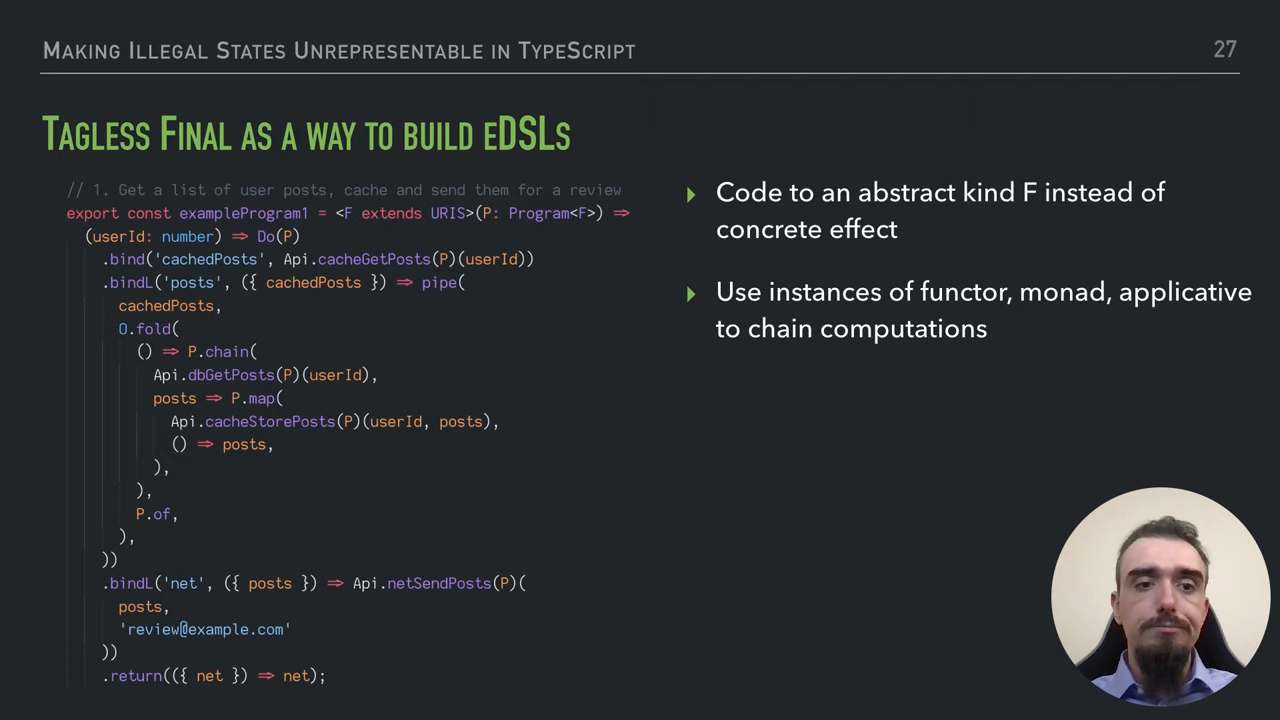 Making Illegal States Unrepresentable in TypeScript
27
Tagless Final as a way to build eDSLs
// 1. Get a list of user posts, cache and send them for a review
export const exampleProgram1 = <F extends URIS>(P: Program<F>) ⇒
(userId: number) ⇒ Do(P)
.bind('cachedPosts', Api.cacheGetPosts(P)(userId))
.bindL('posts', ({ cachedPosts }) ⇒ pipe(
cachedPosts,
O.fold(
() ⇒ P.chain(
Api.dbGetPosts(P)(userId),
posts ⇒ P.map(
Api.cacheStorePosts(P)(userId, posts),
() ⇒ posts,
),
),
P.of,
),
))
.bindL('net', ({ posts }) ⇒ Api.netSendPosts(P)(
posts,
'review@example.com'
))
.return(({ net }) ⇒ net);
Code to an abstract kind F instead of
concrete effect
Use instances of functor, monad, applicative
to chain computations